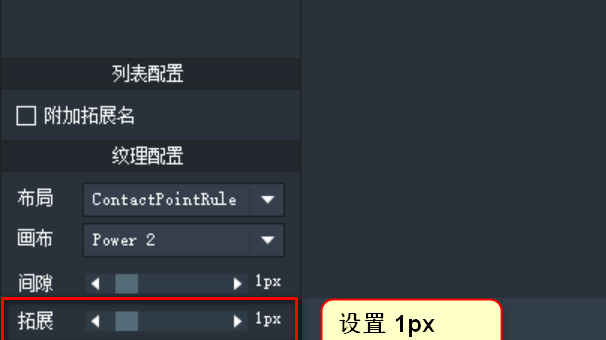 列表配置
附加拓展名
纹理配置
布局 ContactPointRule
画布 Power 2
间隙 1px
拓展 1px
设置 1px